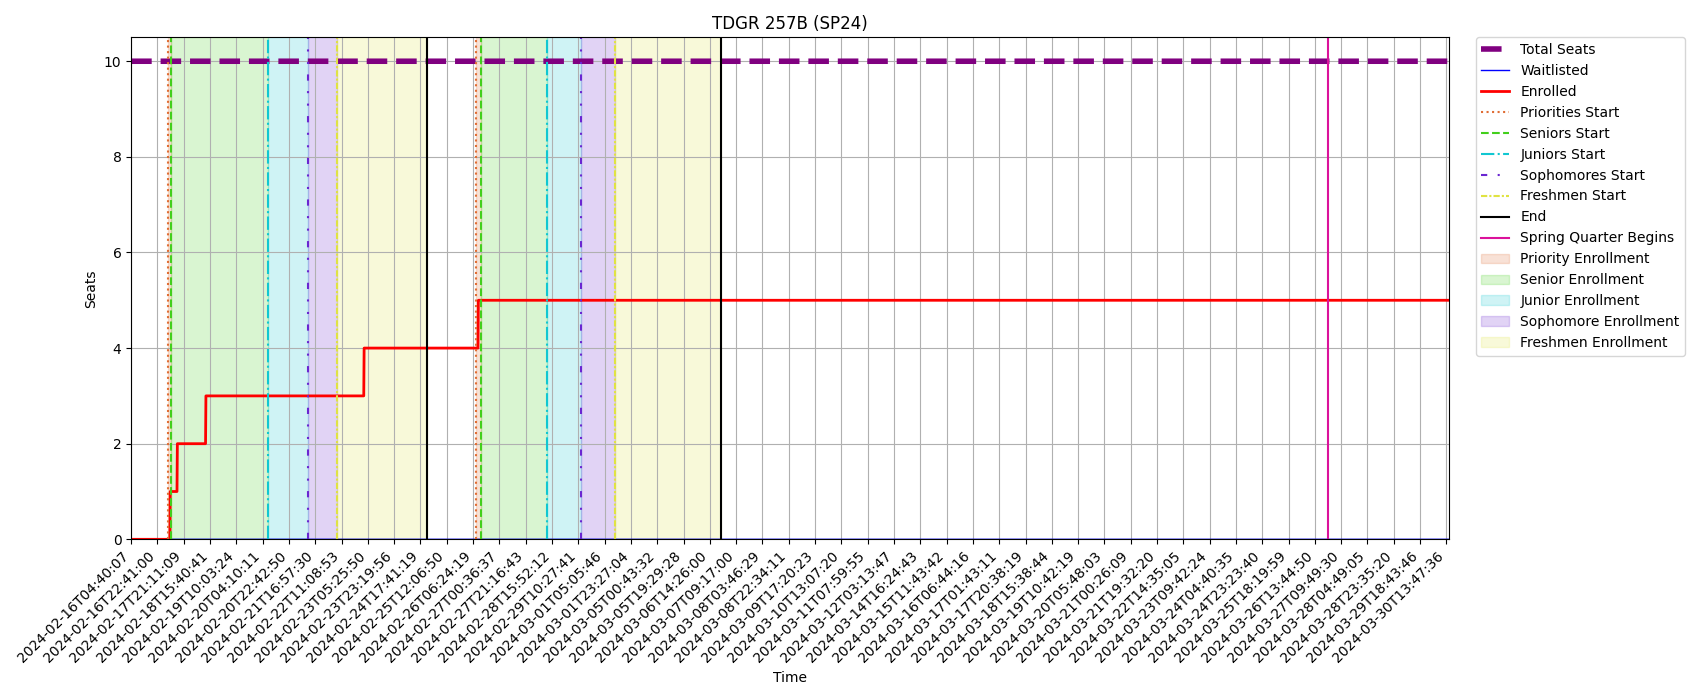 TDGR 257B (SP24)
Seats
10
8
6
4
2
0
2024-02-16T04:40:07
2024-02-16T22:41:00
2024-02-17T21:11:09
2024-02-18T15:40:41
2024-02-19T10:03:24
2024-02-20T04:10:11
2024-02-20T22:42:50
2024-02-21T16:57:30
2024-02-22T11:08:53
2024-02-23T05:25:50
2024-02-23T23:19:56
2024-02-24T17:41:19
2024-02-25T12:06:50
2024-02-26T06:24:19
2024-02-27T00:36:37
2024-02-27T21:16:43
2024-02-28T15:52:12
2024-02-29T10:27:41
2024-03-01T05:05:46
2024-03-01T23:27:04
2024-03-05T00:43:32
2024-03-05T19:29:28
2024-03-06T14:26:00
2024-03-07T09:17:00
2024-03-08T03:46:29
2024-03-08T22:34:11
2024-03-09T17:20:23
2024-03-10T13:07:20
2024-03-11T07:59:55
2024-03-12T03:13:47
2024-03-14T16:24:43
2024-03-15T11:43:42
2024-03-16T06:44:16
2024-03-17T01:43:11
2024-03-17T20:38:19
2024-03-18T15:38:44
2024-03-19T10:42:19
2024-03-20T05:48:03
2024-03-21T00:26:09
2024-03-21T19:32:20
2024-03-22T14:35:05
2024-03-23T09:42:24
2024-03-24T04:40:35
2024-03-24T23:23:40
2024-03-25T18:19:59
2024-03-26T13:44:50
2024-03-27T09:49:30
2024-03-28T04:49:05
2024-03-28T23:35:20
2024-03-29T18:43:46
2024-03-30T13:47:36
Time
Total Seats
Waitlisted
Enrolled
Priorities Start
Seniors Start
Juniors Start
Sophomores Start
Freshmen Start
End
Spring Quarter Begins
Priority Enrollment
Senior Enrollment
Junior Enrollment
Sophomore Enrollment
Freshmen Enrollment